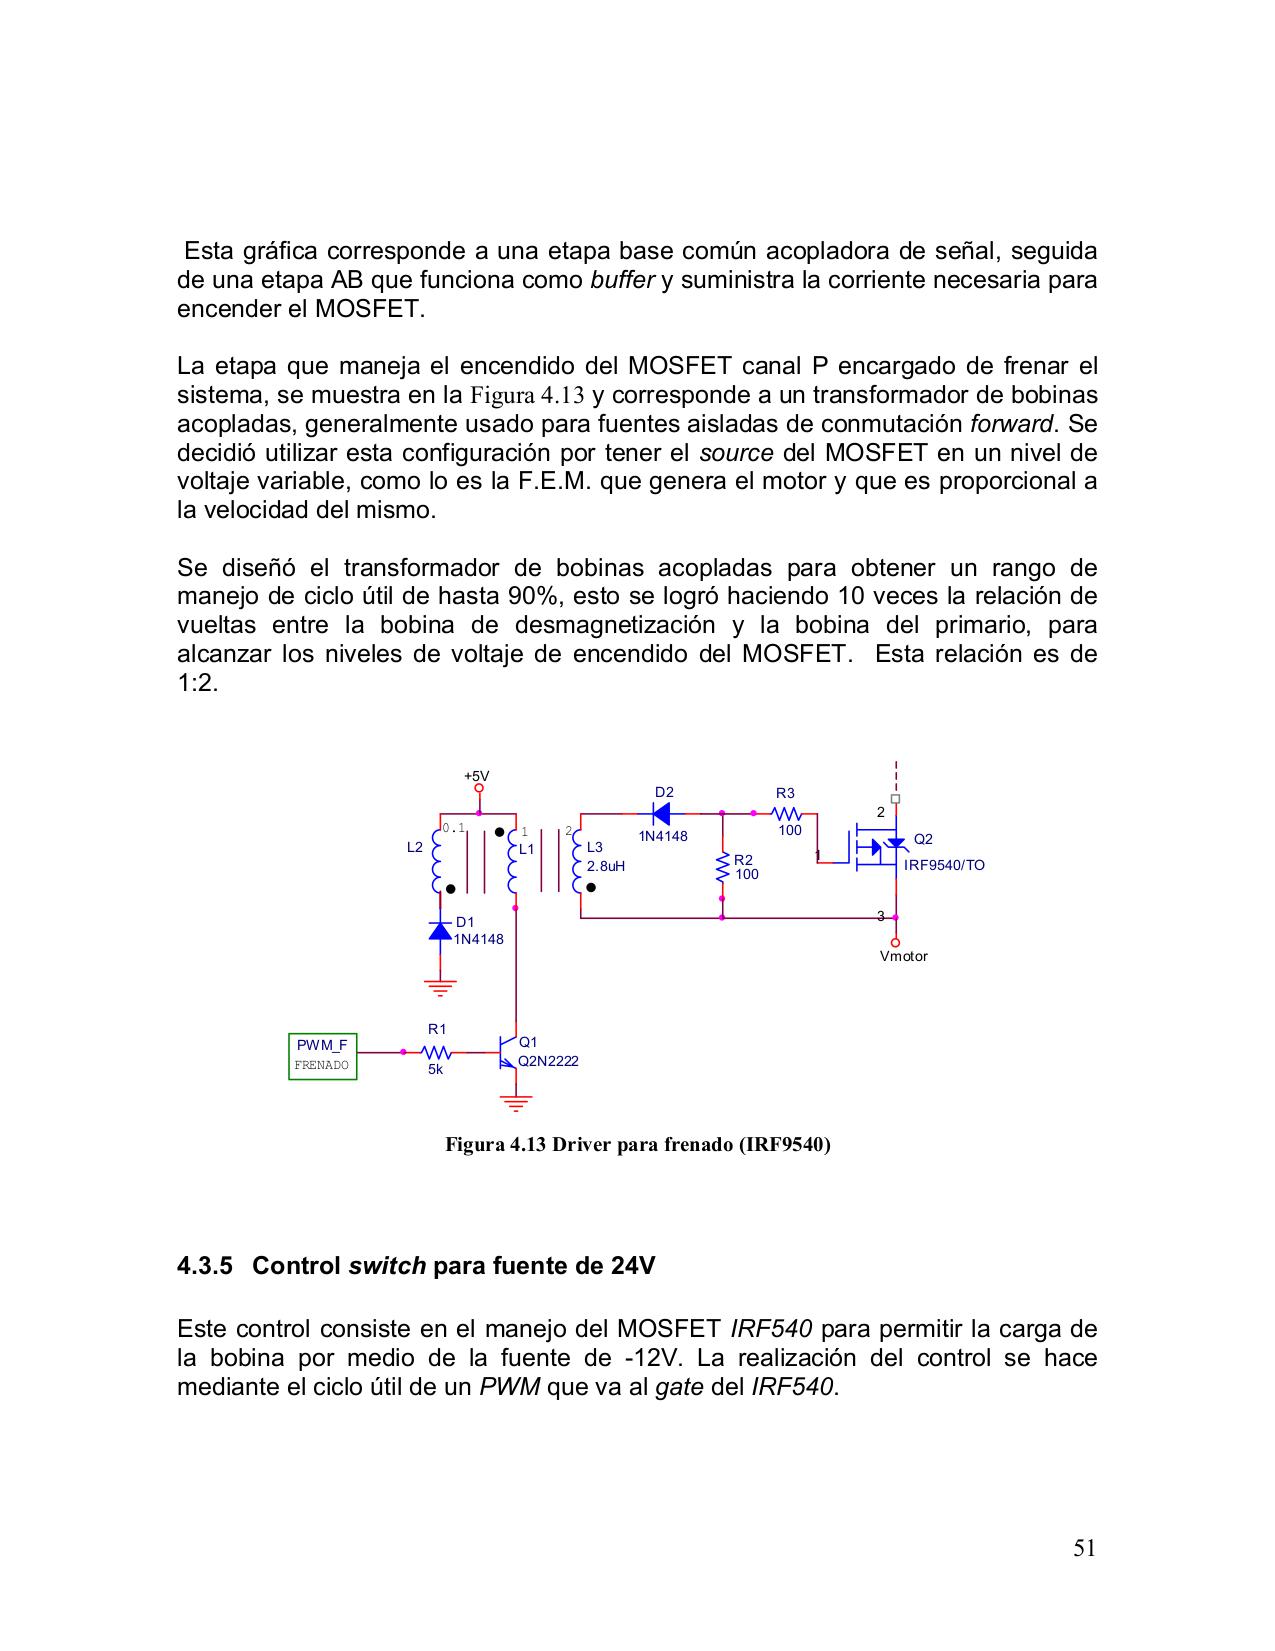 Esta gráfica corresponde a una etapa base común acopladora de señal, seguida
de una etapa AB que funciona como buffer y suministra la corriente necesaria para
encender el MOSFET.
La etapa que maneja el encendido del MOSFET canal P encargado de frenar el
sistema, se muestra en la Figura 4.13 y corresponde a un transformador de bobinas
acopladas, generalmente usado para fuentes aisladas de conmutación forward. Se
decidió utilizar esta configuración por tener el source del MOSFET en un nivel de
voltaje variable, como lo es la F.E.M. que genera el motor y que es proporcional a
la velocidad del mismo.
Se diseñó el transformador de bobinas acopladas para obtener un rango de
manejo de ciclo útil de hasta 90%, esto se logró haciendo 10 veces la relación de
vueltas entre la bobina de desmagnetización y la bobina del primario, para
alcanzar los niveles de voltaje de encendido del MOSFET. Esta relación es de
1:2.
+5V
D2
R3
2
0.1
1
2
1N4148
100
Q2
L2
L1
L3
1
R2
IRF9540/TO
2.8uH
100
D1
3
1N4148
Vmotor
R1
PWM_F
Q1
FRENADO
5k
Q2N2222
Figura 4.13 Driver para frenado (IRF9540)
4.3.5 Control switch para fuente de 24V
Este control consiste en el manejo del MOSFET IRF540 para permitir la carga de
la bobina por medio de la fuente de -12V. La realización del control se hace
mediante el ciclo útil de un PWM que va al gate del IRF540.
51